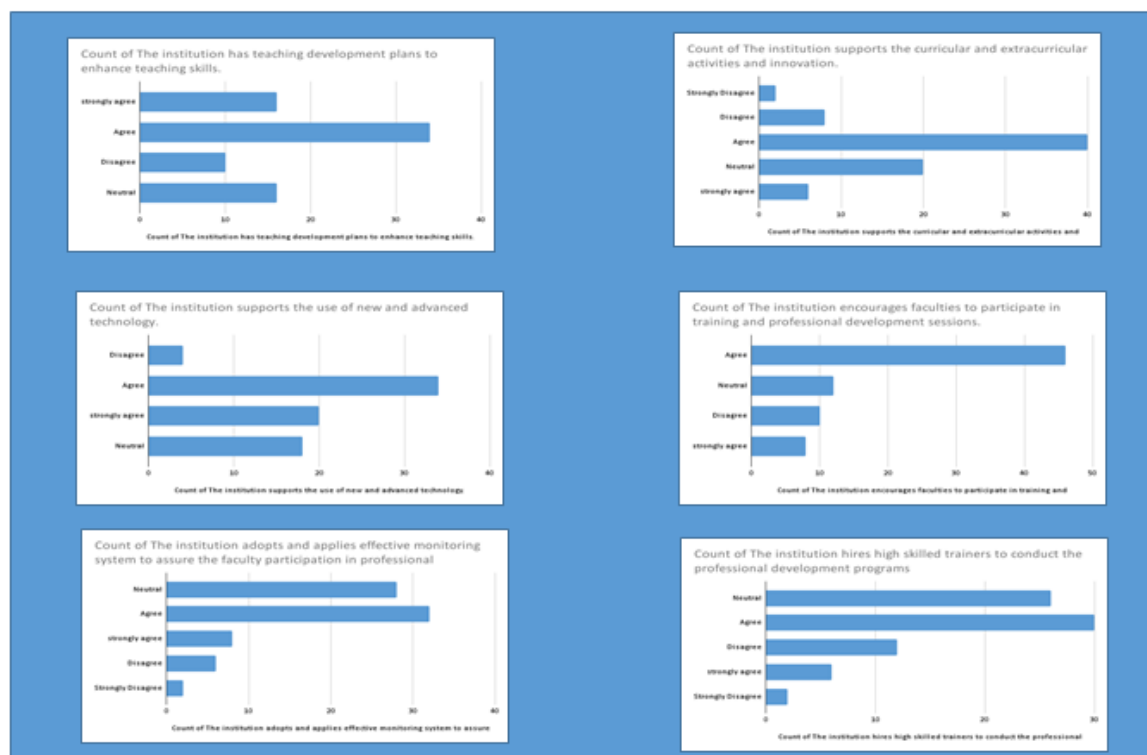 Count of The institution has teaching development plans to
enhance teaching skills.
strongly agree
Agree
Disagree
Neutral
0 10 20 30 40
Count of The institution has teaching development plans to enhance teaching skills.
Count of The institution supports the curricular and extracurricular
activities and innovation.
Strongly Disagree
Disagree
Agree
Neutral
strongly agree
0 10 20 30 40
Count of The institution supports the curricular and extracurricular activities and
Count of The institution supports the use of new and advanced
technology.
Disagree
Agree
strongly agree
Neutral
0 10 20 30 40
Count of The institution supports the use of new and advanced technology.
Count of The institution encourages faculties to participate in
training and professional development sessions.
Agree
Neutral
Disagree
strongly agree
0 10 20 30 40 50
Count of The institution encourages faculties to participate in training and
Count of The institution adopts and applies effective monitoring
system to assure the faculty participation in professional
Neutral
Agree
strongly agree
Disagree
Strongly Disagree
0 10 20 30 40
Count of The institution adopts and applies effective monitoring system to assure
Count of The institution hires high skilled trainers to conduct the
professional development programs
Neutral
Agree
Disagree
strongly agree
Strongly Disagree
0 10 20 30
Count of The institution hires high skilled trainers to conduct the professional